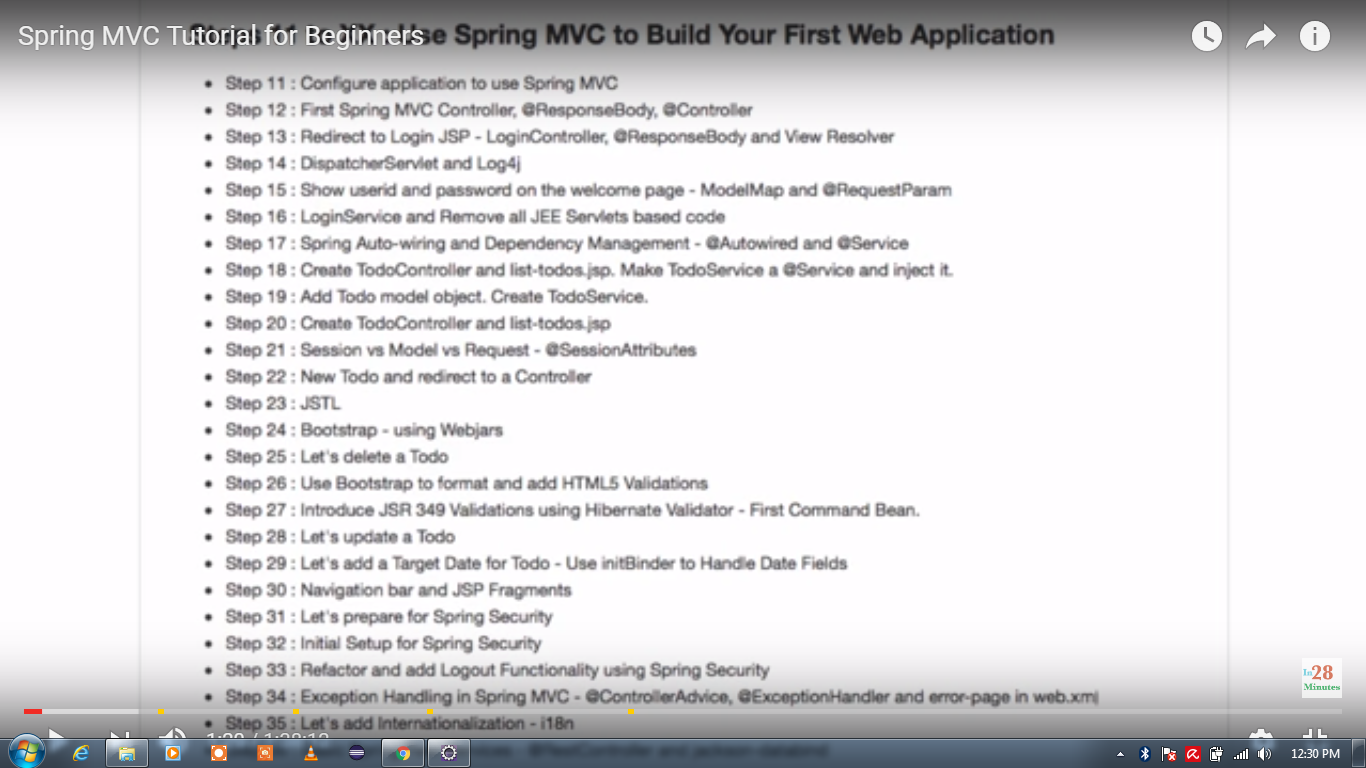 Spring MVC Tutorial for Beginners
Use Spring MVC to Build Your First Web Application
• Step 11 : Configure application to use Spring MVC
• Step 12 : First Spring MVC Controller, @ResponseBody, @Controller
• Step 13 : Redirect to Login JSP - LoginController, @ResponseBody and View Resolver
• Step 14 : DispatcherServlet and Log4j
• Step 15 : Show userid and password on the welcome page - ModelMap and @RequestParam
• Step 16 : LoginService and Remove all JEE Servlets based code
• Step 17 : Spring Auto-wiring and Dependency Management - @Autowired and @Service
• Step 18 : Create TodoController and list-todos.jsp. Make TodoService a @Service and inject it.
• Step 19 : Add Todo model object. Create TodoService.
• Step 20 : Create TodoController and list-todos.jsp
• Step 21 : Session vs Model vs Request - @SessionAttributes
• Step 22 : New Todo and redirect to a Controller
• Step 23 : JSTL
• Step 24 : Bootstrap - using Webjars
• Step 25 : Let's delete a Todo
• Step 26 : Use Bootstrap to format and add HTML5 Validations
• Step 27 : Introduce JSR 349 Validations using Hibernate Validator - First Command Bean.
• Step 28 : Let's update a Todo
• Step 29 : Let's add a Target Date for Todo - Use initBinder to Handle Date Fields
• Step 30 : Navigation bar and JSP Fragments
• Step 31 : Let's prepare for Spring Security
• Step 32 : Initial Setup for Spring Security
• Step 33 : Refactor and add Logout Functionality using Spring Security
• Step 34 : Exception Handling in Spring MVC - @ControllerAdvice, @ExceptionHandler and error-page in web.xml
• Step 35 : Let's add Internationalization - i18n
In28
Minutes
12:30 PM